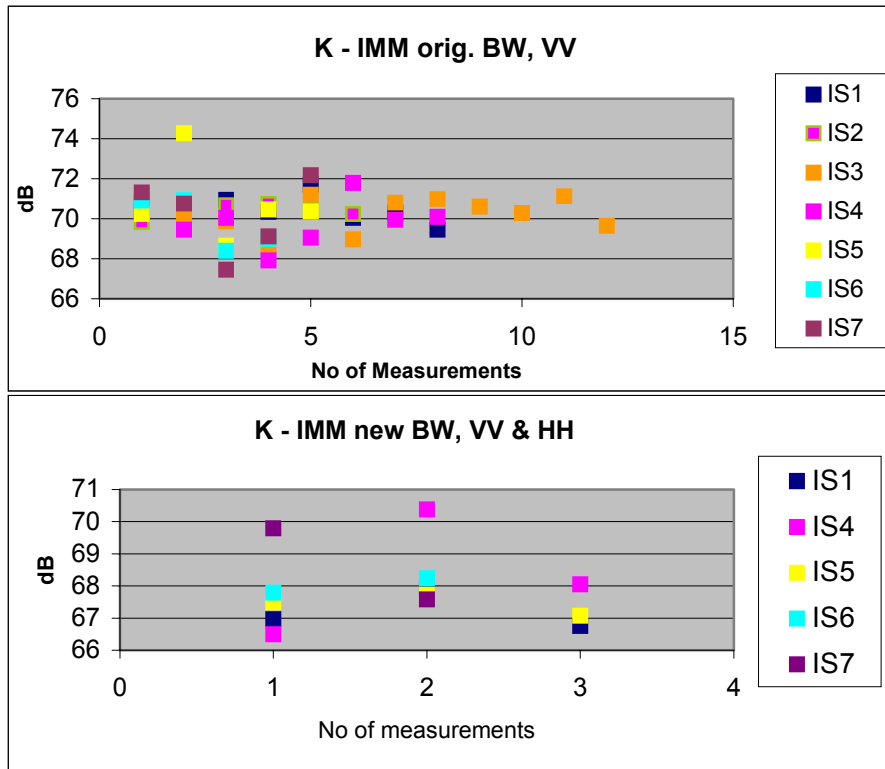 K - IMM orig. BW, VV
76
74
72
70
68
66
dB
0 5 10 15
No of Measurements
IS1
IS2
IS3
IS4
IS5
IS6
IS7
K - IMM new BW, VV & HH
71
70
69
68
67
66
dB
0 1 2 3 4
No of measurements
IS1
IS4
IS5
IS6
IS7